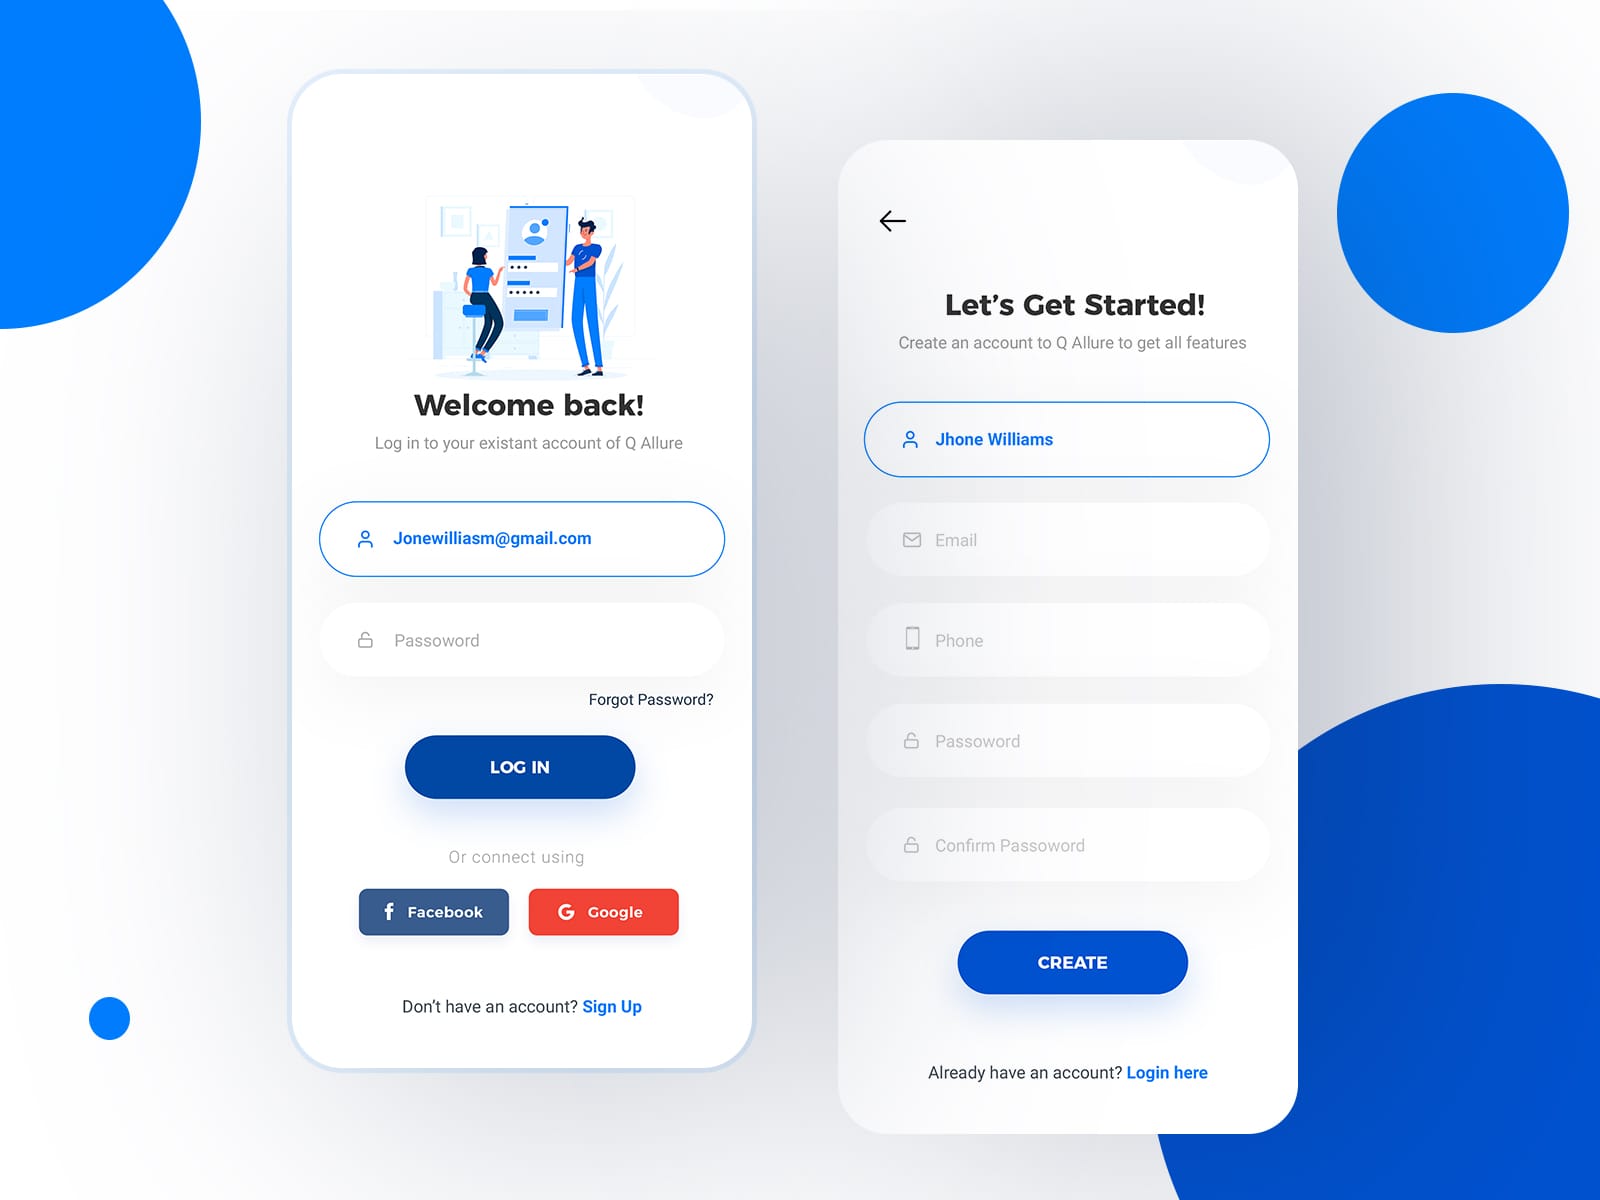 Welcome back!
Log in to your existant account of Q Allure
Jonewilliasm@gmail.com
Passoword
Forgot Password?
LOG IN
Or connect using
f Facebook
G Google
Don't have an account? Sign Up
Let's Get Started!
Create an account to Q Allure to get all features
Jhone Williams
Email
Phone
Passoword
Confirm Passoword
CREATE
Already have an account? Login here